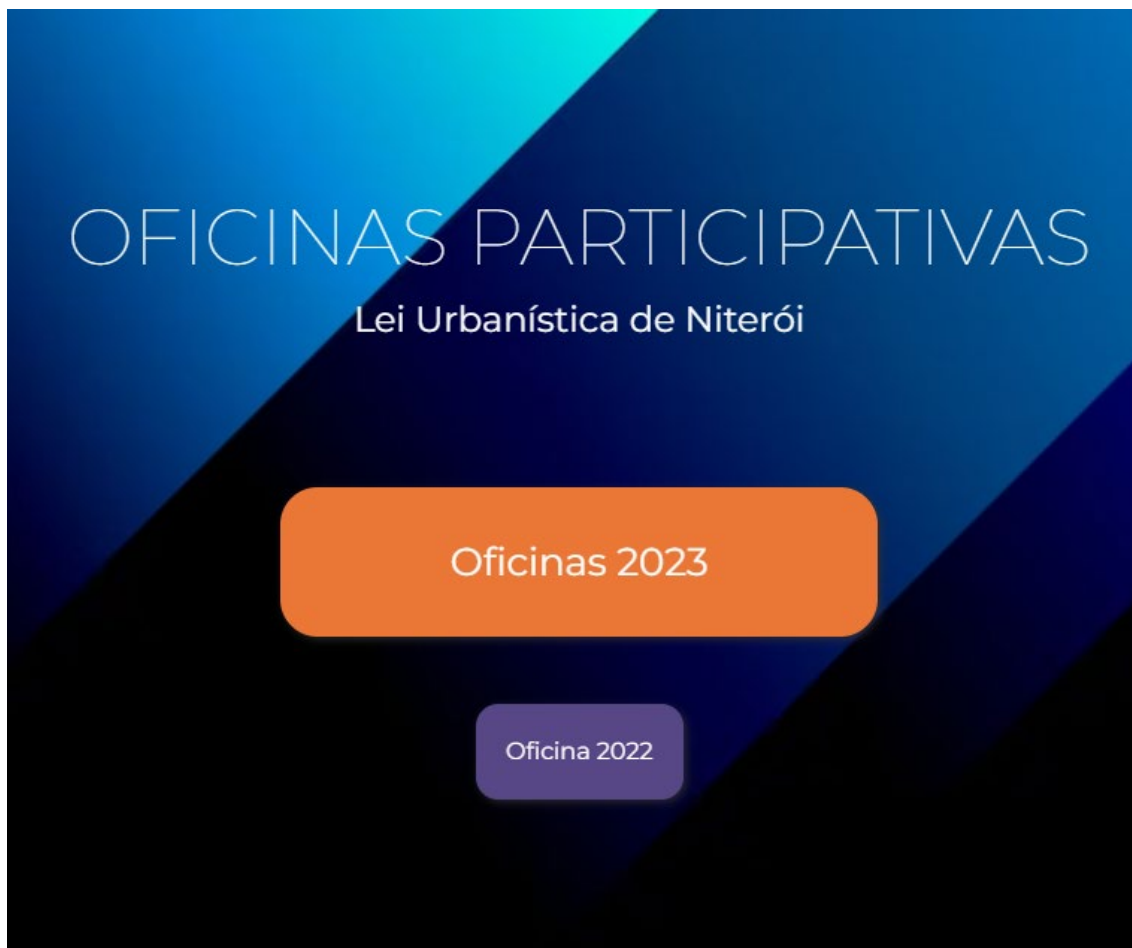 OFICINAS PARTICIPATIVAS
Lei Urbanística de Niterói
Oficinas 2023
Oficina 2022